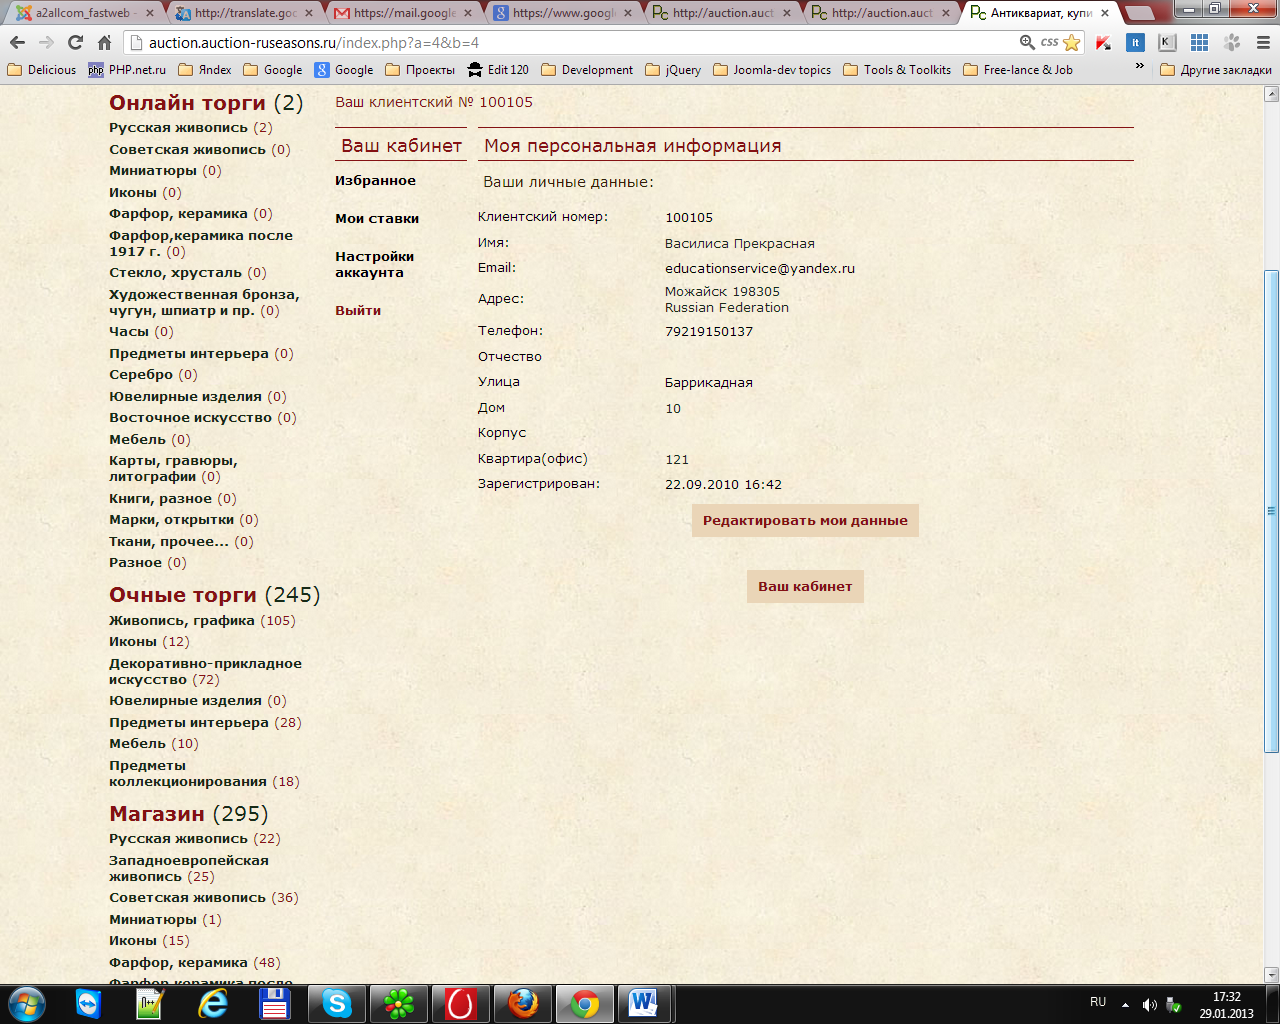 a2allcom_fastweb -
http://translate.goo
https://mail.google
https://www.googl
http://auction.auct
http://auction.auct
Антиквариат, купи
auction.auction-ruseasons.ru/index.php?a=4&b=4
CSS
It
K
Delicious
php PHP.net.ru
Яndex
Google
Google
Проекты
Edit 120
Development
jQuery
Joomla-dev topics
Tools & Toolkits
Free-lance & Job
»
Другие закладки
Онлайн торги (2)
Русская живопись (2)
Советская живопись (0)
Миниатюры (0)
Иконы (0)
Фарфор, керамика (0)
Фарфор,керамика после
1917 г. (0)
Стекло, хрусталь (0)
Художественная бронза,
чугун, шпиатр и пр. (0)
Часы (0)
Предметы интерьера (0)
Серебро (0)
Ювелирные изделия (0)
Восточное искусство (0)
Мебель (0)
Карты, гравюры,
литографии (0)
Книги, разное (0)
Марки, открытки (0)
Ткани, прочее... (0)
Разное (0)
Очные торги (245)
Живопись, графика (105)
Иконы (12)
Декоративно-прикладное
искусство (72)
Ювелирные изделия (0)
Предметы интерьера (28)
Мебель (10)
Предметы
коллекционирования (18)
Магазин (295)
Русская живопись (22)
Западноевропейская
живопись (25)
Советская живопись (36)
Миниатюры (1)
Иконы (15)
Фарфор, керамика (48)
Фарфор,керамика после
Ваш клиентский № 100105
Ваш кабинет
Избранное
Мои ставки
Настройки
аккаунта
Выйти
Моя персональная информация
Ваши личные данные:
Клиентский номер: 100105
Имя: Василиса Прекрасная
Email: educationservice@yandex.ru
Адрес: Можайск 198305
Russian Federation
Телефон: 79219150137
Отчество
Улица Баррикадная
Дом 10
Корпус
Квартира(офис) 121
Зарегистрирован: 22.09.2010 16:42
Редактировать мои данные
Ваш кабинет
RU
17:32
29.01.2013